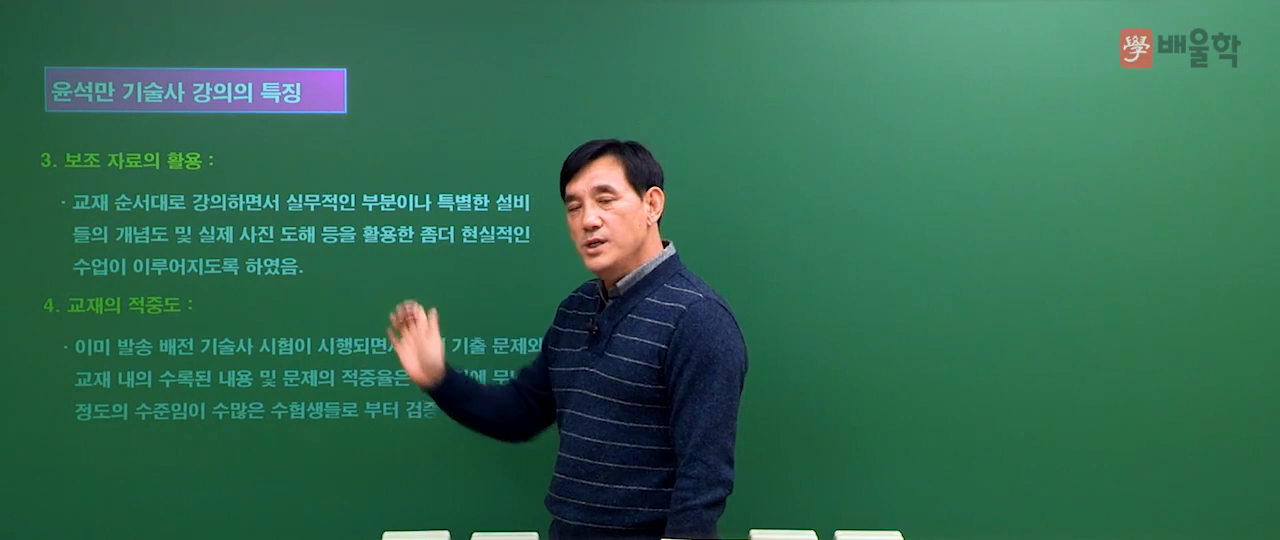 學배울학
윤석만 기술사 강의의 특징
3. 보조 자료의 활용 :
· 교재 순서대로 강의하면서 실무적인 부분이나 특별한 설비
들의 개념도 및 실제 사진 도해 등을 활용한 좀더 현실적인
수업이 이루어지도록 하였음.
4. 교재의 적중도 :
· 이미 발송 배전 기술사 시험이 시행되면서 기출 문제와
교재 내의 수록된 내용 및 문제의 적중율은
정도의 수준임이 수많은 수험생들로 부터 검증